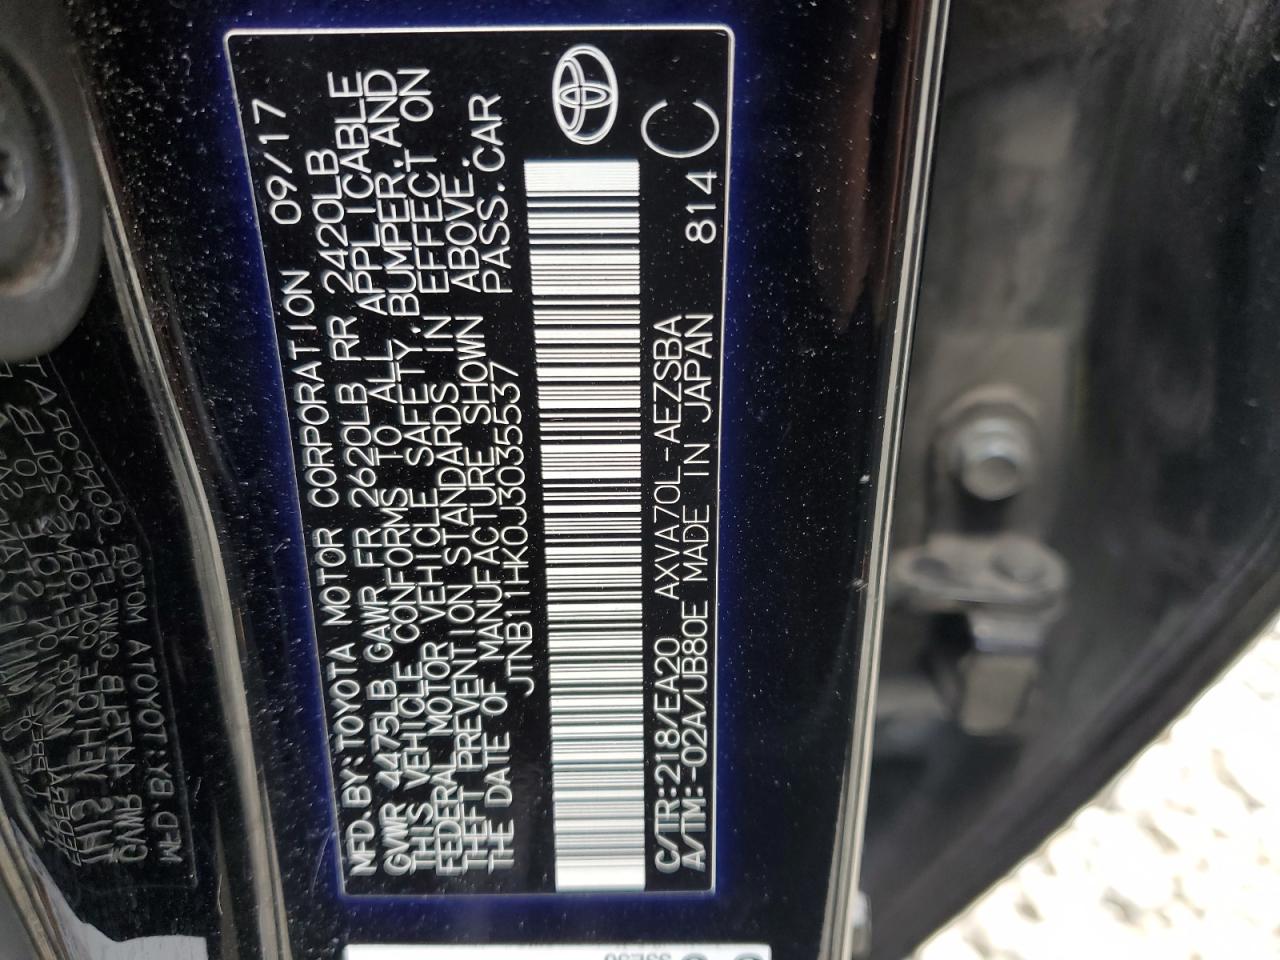 MFD.BY:TOYOTA MOTOR CORPORATION 09/17
GVWR 4475LB GAWR FR 2620LB RR 2420LB
THIS VEHICLE CONFORMS TO ALL APPLICABLE
FEDERAL MOTOR VEHICLE SAFETY,BUMPER,AND
THEFT PREVENTION STANDARDS IN EFFECT ON
THE DATE OF MANUFACTURE SHOWN ABOVE.
JTNB11HK0J3035537 PASS.CAR
C/TR:218/EA20 AXVA70L-AEZSBA
A/TM:-02A/UB80E MADE IN JAPAN 814
C